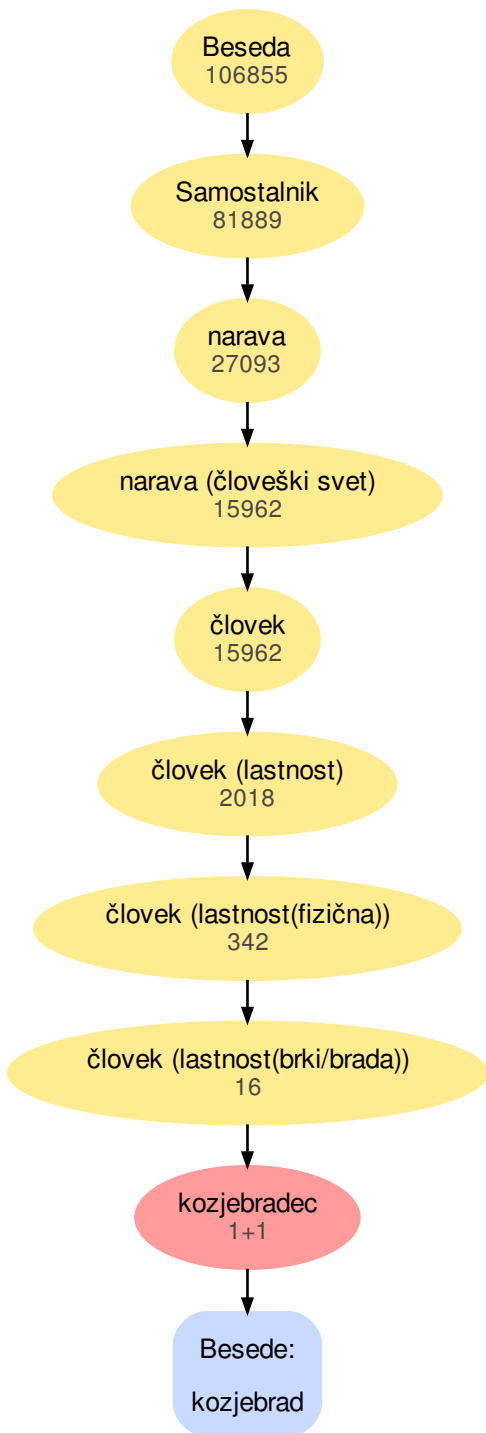 Beseda
106855
Samostalnik
81889
narava
27093
narava (človeški svet)
15962
človek
15962
človek (lastnost)
2018
človek (lastnost(fizična))
342
človek (lastnost(brki/brada))
16
kozjebradec
1+1
Besede:
kozjebrad